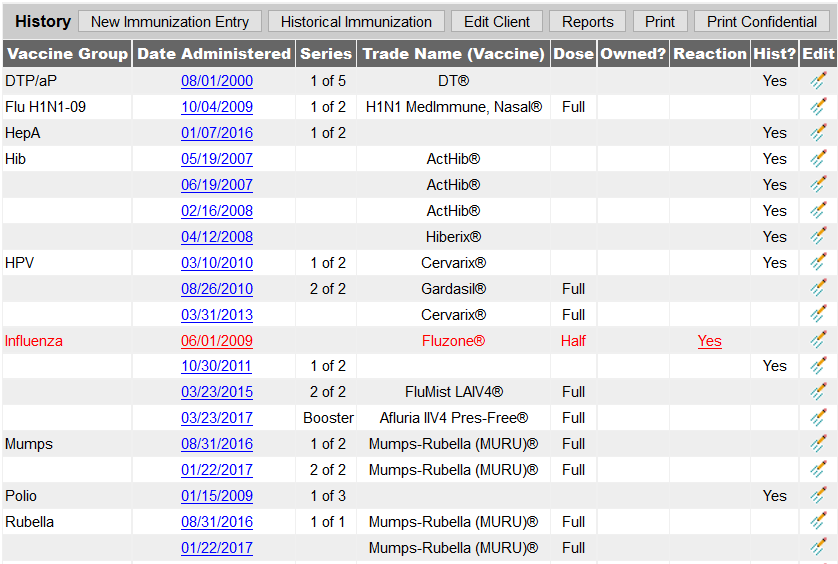 History New Immunization Entry Historical Immunization Edit Client Reports Print Print Confidential
Vaccine Group Date Administered Series Trade Name (Vaccine) Dose Owned? Reaction Hist? Edit
DTP/aP 08/01/2000 1 of 5 DT® Yes
Flu H1N1-09 10/04/2009 1 of 2 H1N1 MedImmune, Nasal® Full
HepA 01/07/2016 1 of 2 Yes
Hib 05/19/2007 ActHib® Yes
06/19/2007 ActHib® Yes
02/16/2008 ActHib® Yes
04/12/2008 Hiberix® Yes
HPV 03/10/2010 1 of 2 Cervarix® Yes
08/26/2010 2 of 2 Gardasil® Full
03/31/2013 Cervarix® Full
Influenza 06/01/2009 Fluzone® Half Yes
10/30/2011 1 of 2 Yes
03/23/2015 2 of 2 FluMist LAIV4® Full
03/23/2017 Booster Afluria IIV4 Pres-Free® Full
Mumps 08/31/2016 1 of 2 Mumps-Rubella (MURU)® Full
01/22/2017 2 of 2 Mumps-Rubella (MURU)® Full
Polio 01/15/2009 1 of 3 Yes
Rubella 08/31/2016 1 of 1 Mumps-Rubella (MURU)® Full
01/22/2017 Mumps-Rubella (MURU)® Full